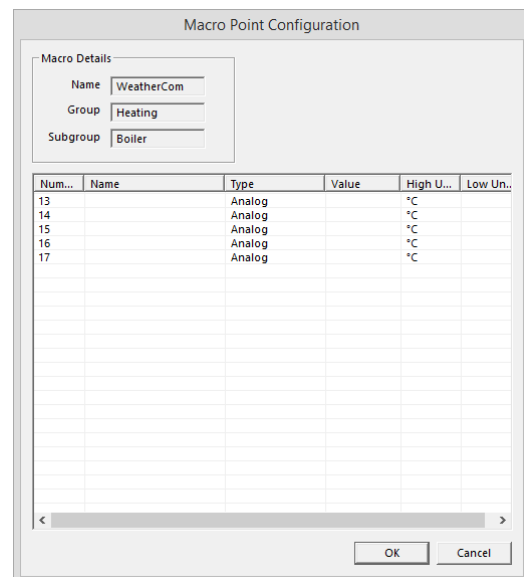 Macro Point Configuration
Macro Details
Name WeatherCom
Group Heating
Subgroup Boiler
Num... Name Type Value High U... Low Un..
13 Analog °C
14 Analog °C
15 Analog °C
16 Analog °C
17 Analog °C
OK Cancel